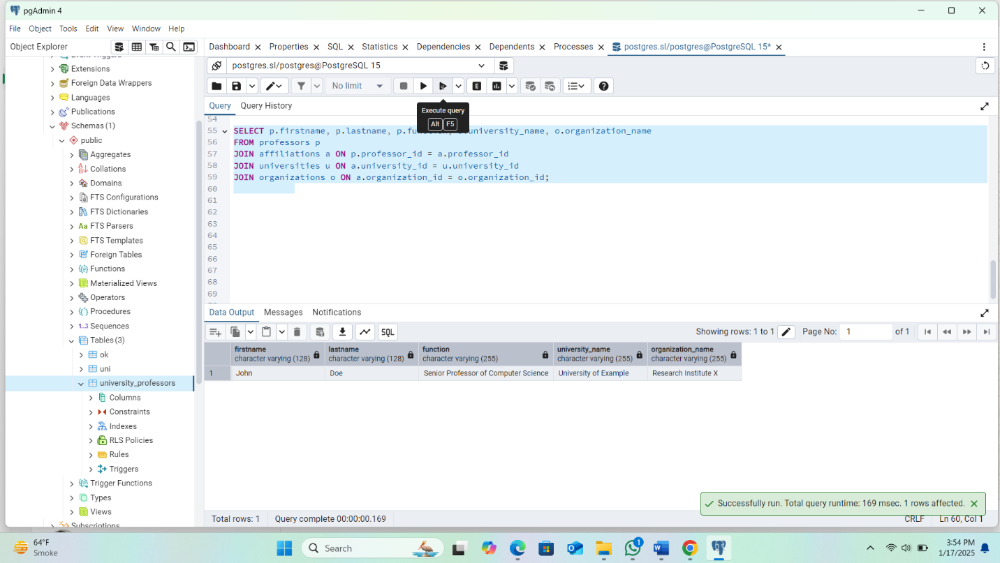 pgAdmin 4
File Object Tools Edit View Window Help
Object Explorer
Extensions
Foreign Data Wrappers
Languages
Publications
Schemas (1)
public
Aggregates
Collations
Domains
FTS Configurations
FTS Dictionaries
Aa FTS Parsers
FTS Templates
Foreign Tables
Functions
Materialized Views
Operators
Procedures
1..3 Sequences
Tables (3)
ok
uni
university_professors
Columns
Constraints
Indexes
RLS Policies
Rules
Triggers
Trigger Functions
Types
Views
Subscriptions
Dashboard Properties SQL Statistics Dependencies Dependents Processes postgres.sl/postgres@PostgreSQL 15*
postgres.sl/postgres@PostgreSQL 15
No limit E
Query Query History
Execute query
Alt F5
54
55 SELECT p.firstname, p.lastname, university_name, o.organization_name
56 FROM professors p
57 JOIN affiliations a ON p.professor_id = a.professor_id
58 JOIN universities u ON a.university_id = u.university_id
59 JOIN organizations o ON a.organization_id = o.organization_id;
60
61
62
63
64
65
66
67
68
69
Data Output Messages Notifications
SQL Showing rows: 1 to 1 Page No: 1 of 1
firstname lastname function university_name organization_name
character varying (128) character varying (128) character varying (255) character varying (255) character varying (255)
1 John Doe Senior Professor of Computer Science University of Example Research Institute X
Successfully run. Total query runtime: 169 msec. 1 rows affected.
Total rows: 1 Query complete 00:00:00.169 CRLF Ln 60, Col 1
64°F
Smoke
Search
1
3:54 PM
1/17/2025